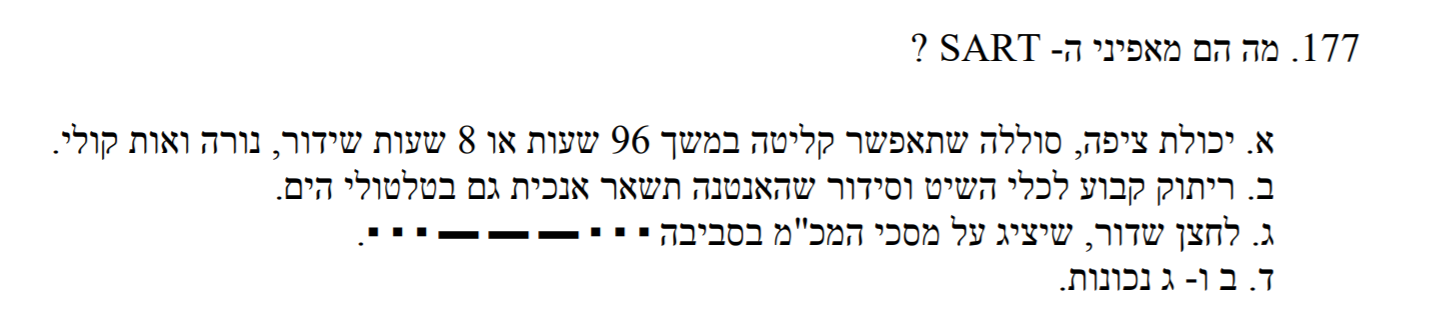 177. מה הם מאפיני ה- SART ?
א. יכולת ציפה, סוללה שתאפשר קליטה במשך 96 שעות או 8 שעות שידור, נורה ואות קולי.
ב. ריתוק קבוע לכלי השיט וסידור שהאנטנה תשאר אנכית גם בטלטולי הים.
ג. לחצן שדור, שיציג על מסכי המכ"מ בסביבה ▪ ▪ ▪ ▬ ▬ ▬ ▪ ▪ ▪.
ד. ב ו- ג נכונות.